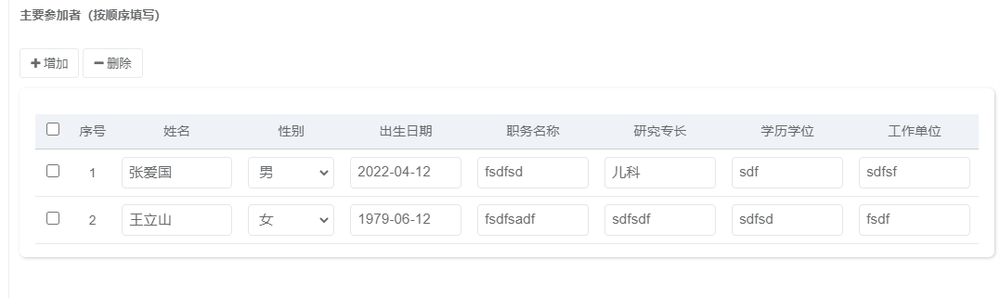 主要参加者（按顺序填写）
增加 删除
序号 姓名 性别 出生日期 职务名称 研究专长 学历学位 工作单位
1 张爱国 男 2022-04-12 fsdfsd 儿科 sdf sdfsf
2 王立山 女 1979-06-12 fsdfsadf sdfsdf sdfsd fsdf